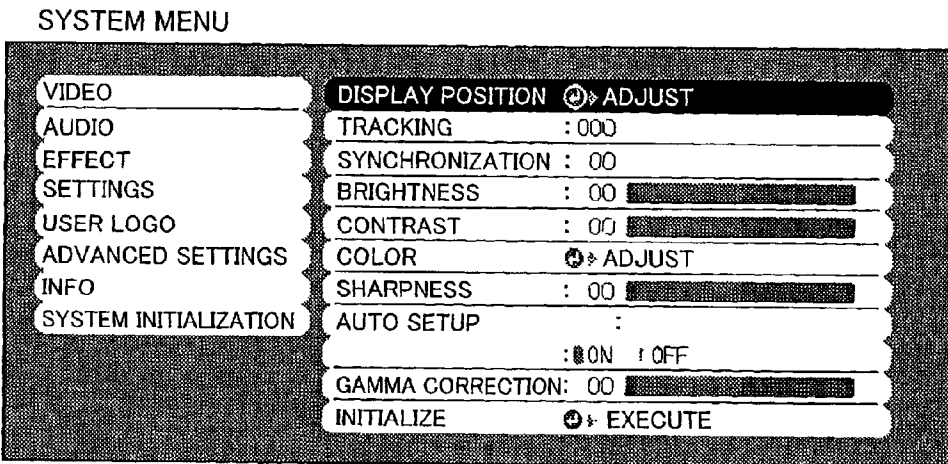 SYSTEM MENU
VIDEO
AUDIO
EFFECT
SETTINGS
USER LOGO
ADVANCED SETTINGS
INFO
SYSTEM INITIALIZATION
DISPLAY POSITION ADJUST
TRACKING : 000
SYNCHRONIZATION : 00
BRIGHTNESS : 00
CONTRAST : 00
COLOR ADJUST
SHARPNESS : 00
AUTO SETUP :
: ON OFF
GAMMA CORRECTION: 00
INITIALIZE EXECUTE